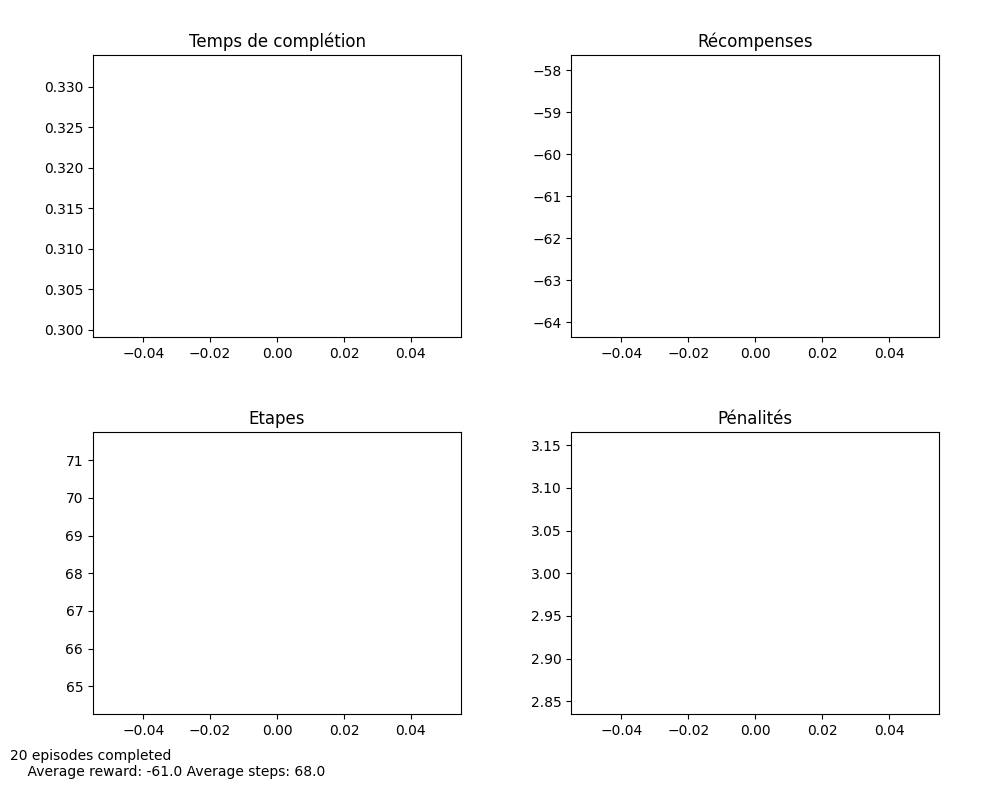 Temps de complétion
0.330
0.325
0.320
0.315
0.310
0.305
0.300
−0.04 −0.02 0.00 0.02 0.04
Récompenses
−58
−59
−60
−61
−62
−63
−64
−0.04 −0.02 0.00 0.02 0.04
Etapes
71
70
69
68
67
66
65
−0.04 −0.02 0.00 0.02 0.04
Pénalités
3.15
3.10
3.05
3.00
2.95
2.90
2.85
−0.04 −0.02 0.00 0.02 0.04
20 episodes completed
Average reward: -61.0 Average steps: 68.0